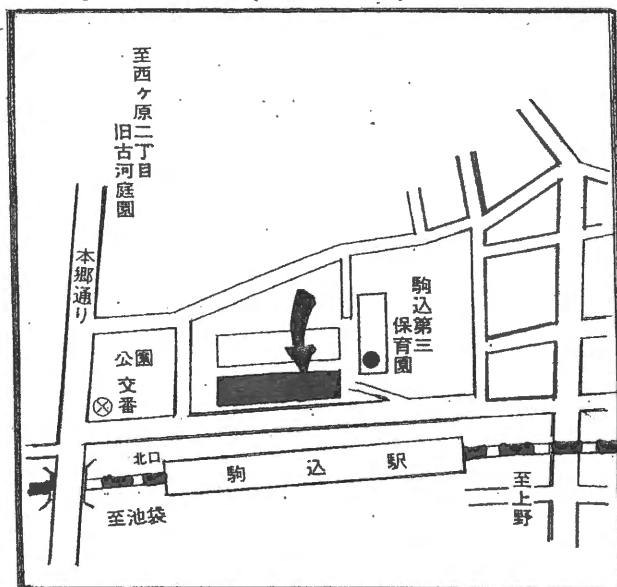 至西ケ原二丁目
旧古河庭園
本郷通り
駒込第三
保育園
公園
交番
北口
駒込駅
至池袋
至上野